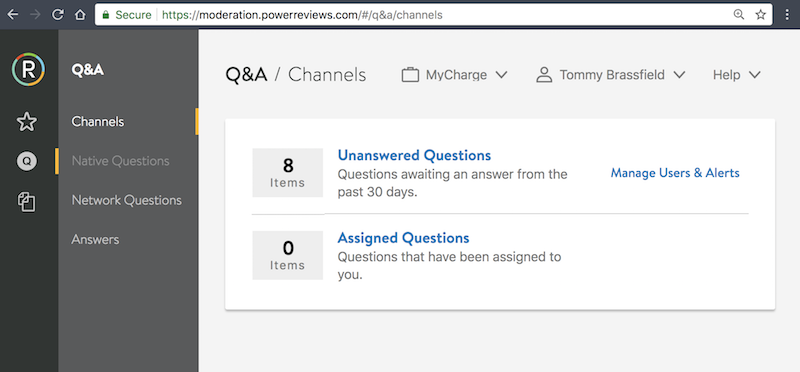 Secure
https://moderation.powerreviews.com/#/q&a/channels
R
Q
Q&A
Channels
Native Questions
Network Questions
Answers
Q&A / Channels
MyCharge
Tommy Brassfield
Help
8
Items
Unanswered Questions
Questions awaiting an answer from the
past 30 days.
Manage Users & Alerts
0
Items
Assigned Questions
Questions that have been assigned to
you.